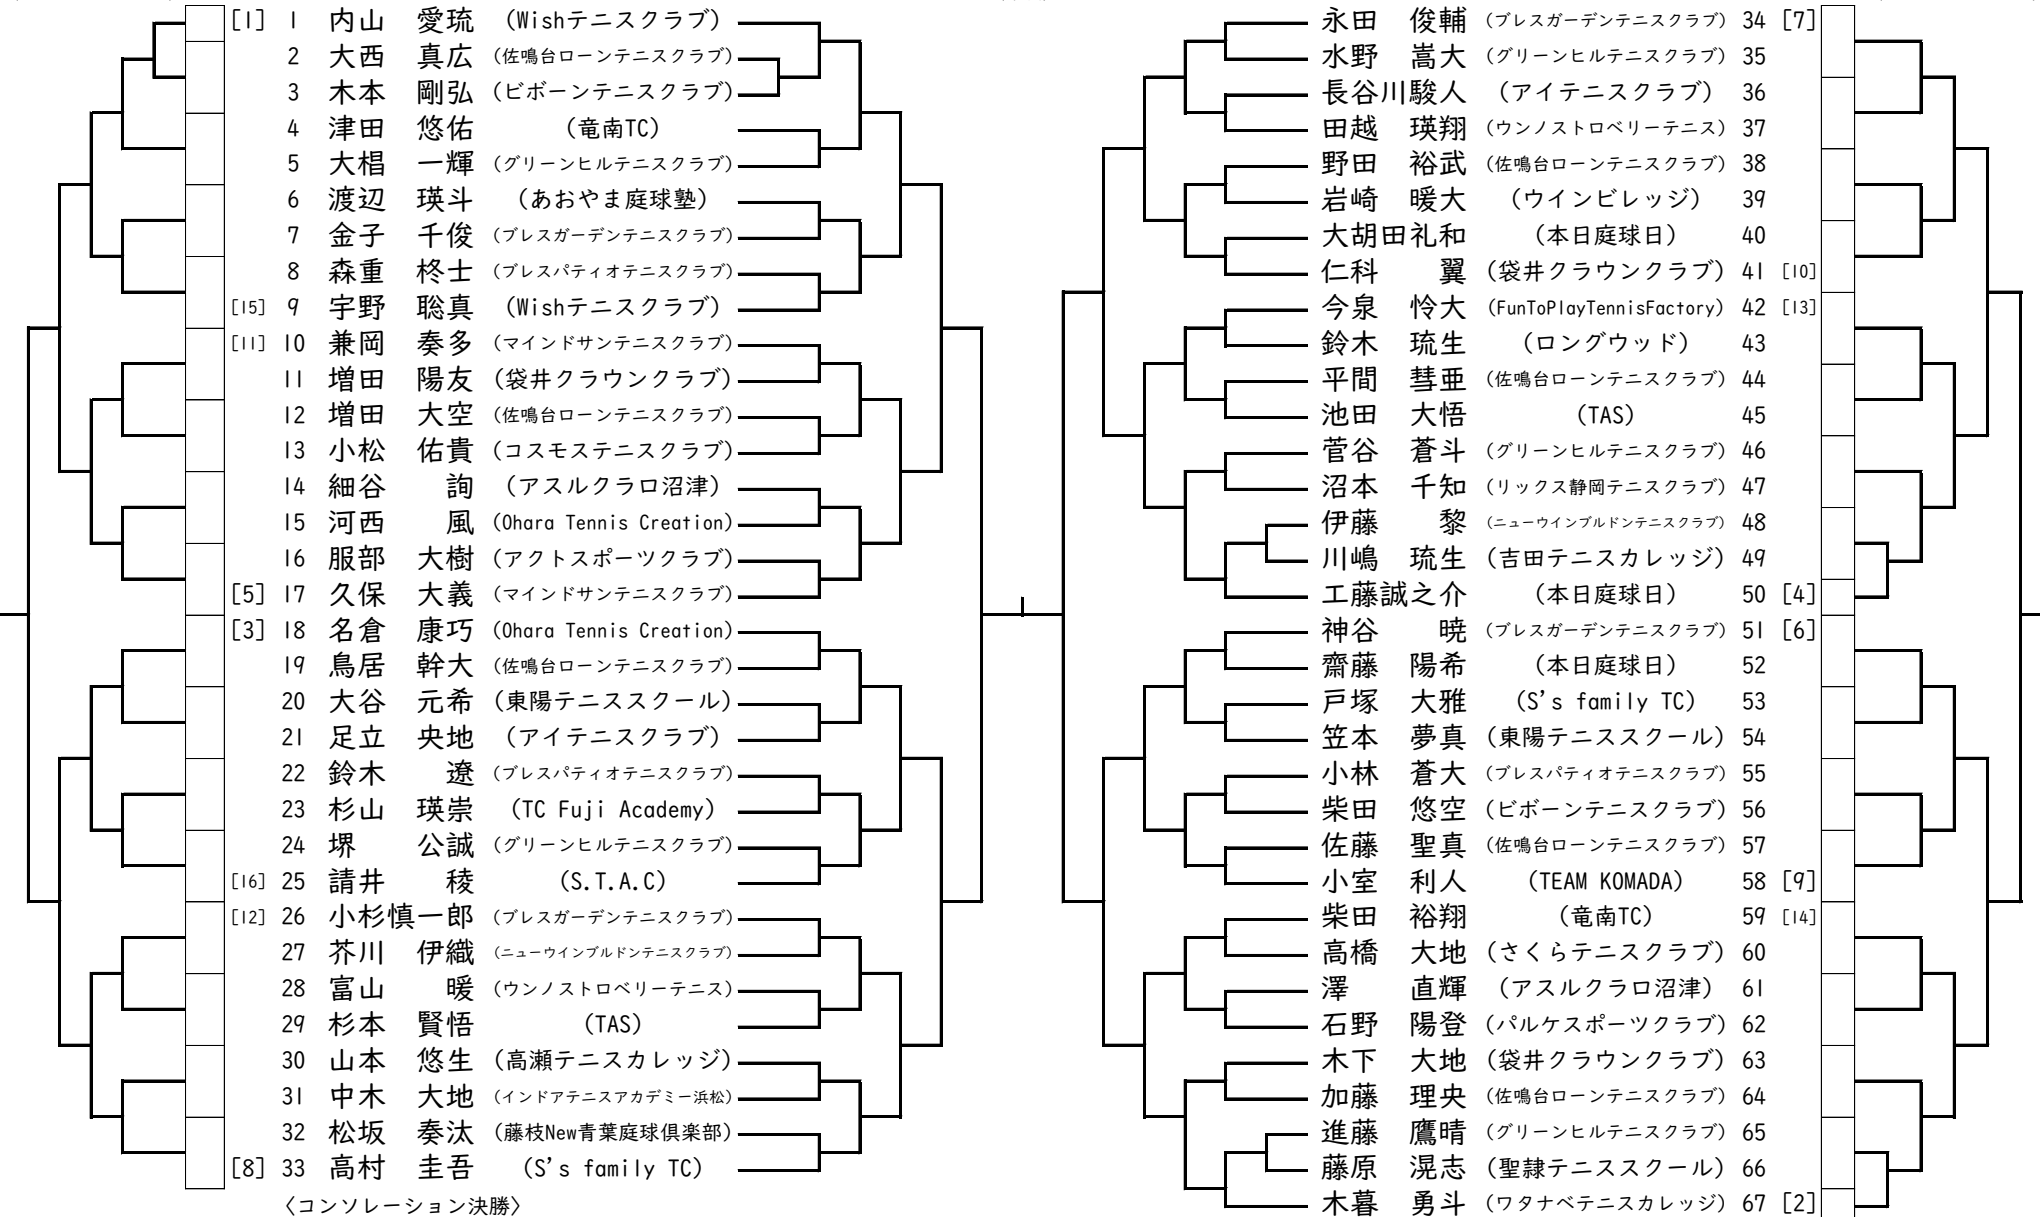 [1] 1 内山 愛琉 (Wishテニスクラブ)
2 大西 真広 (佐鳴台ローンテニスクラブ)
3 木本 剛弘 (ビボーンテニスクラブ)
4 津田 悠佑 (竜南TC)
5 大椙 一輝 (グリーンヒルテニスクラブ)
6 渡辺 瑛斗 (あおやま庭球塾)
7 金子 千俊 (ブレスガーデンテニスクラブ)
8 森重 柊士 (ブレスパティオテニスクラブ)
[15] 9 宇野 聡真 (Wishテニスクラブ)
[11] 10 兼岡 奏多 (マインドサンテニスクラブ)
11 増田 陽友 (袋井クラウンクラブ)
12 増田 大空 (佐鳴台ローンテニスクラブ)
13 小松 佑貴 (コスモステニスクラブ)
14 細谷 詢 (アスルクラロ沼津)
15 河西 風 (Ohara Tennis Creation)
16 服部 大樹 (アクトスポーツクラブ)
[5] 17 久保 大義 (マインドサンテニスクラブ)
[3] 18 名倉 康巧 (Ohara Tennis Creation)
19 鳥居 幹大 (佐鳴台ローンテニスクラブ)
20 大谷 元希 (東陽テニススクール)
21 足立 央地 (アイテニスクラブ)
22 鈴木 遼 (ブレスパティオテニスクラブ)
23 杉山 瑛崇 (TC Fuji Academy)
24 堺 公誠 (グリーンヒルテニスクラブ)
[16] 25 請井 稜 (S.T.A.C)
[12] 26 小杉慎一郎 (ブレスガーデンテニスクラブ)
27 芥川 伊織 (ニューウインブルドンテニスクラブ)
28 富山 暖 (ウンノストロベリーテニス)
29 杉本 賢悟 (TAS)
30 山本 悠生 (高瀬テニスカレッジ)
31 中木 大地 (インドアテニスアカデミー浜松)
32 松坂 奏汰 (藤枝New青葉庭球倶楽部)
[8] 33 高村 圭吾 (S's family TC)
〈コンソレーション決勝〉
永田 俊輔 (ブレスガーデンテニスクラブ) 34 [7]
水野 嵩大 (グリーンヒルテニスクラブ) 35
長谷川駿人 (アイテニスクラブ) 36
田越 瑛翔 (ウンノストロベリーテニス) 37
野田 裕武 (佐鳴台ローンテニスクラブ) 38
岩崎 暖大 (ウインビレッジ) 39
大胡田礼和 (本日庭球日) 40
仁科 翼 (袋井クラウンクラブ) 41 [10]
今泉 怜大 (FunToPlayTennisFactory) 42 [13]
鈴木 琉生 (ロングウッド) 43
平間 彗亜 (佐鳴台ローンテニスクラブ) 44
池田 大悟 (TAS) 45
菅谷 蒼斗 (グリーンヒルテニスクラブ) 46
沼本 千知 (リックス静岡テニスクラブ) 47
伊藤 黎 (ニューウインブルドンテニスクラブ) 48
川嶋 琉生 (吉田テニスカレッジ) 49
工藤誠之介 (本日庭球日) 50 [4]
神谷 暁 (ブレスガーデンテニスクラブ) 51 [6]
齋藤 陽希 (本日庭球日) 52
戸塚 大雅 (S's family TC) 53
笠本 夢真 (東陽テニススクール) 54
小林 蒼大 (ブレスパティオテニスクラブ) 55
柴田 悠空 (ビボーンテニスクラブ) 56
佐藤 聖真 (佐鳴台ローンテニスクラブ) 57
小室 利人 (TEAM KOMADA) 58 [9]
柴田 裕翔 (竜南TC) 59 [14]
高橋 大地 (さくらテニスクラブ) 60
澤 直輝 (アスルクラロ沼津) 61
石野 陽登 (パルケスポーツクラブ) 62
木下 大地 (袋井クラウンクラブ) 63
加藤 理央 (佐鳴台ローンテニスクラブ) 64
進藤 鷹晴 (グリーンヒルテニスクラブ) 65
藤原 滉志 (聖隷テニススクール) 66
木暮 勇斗 (ワタナベテニスカレッジ) 67 [2]